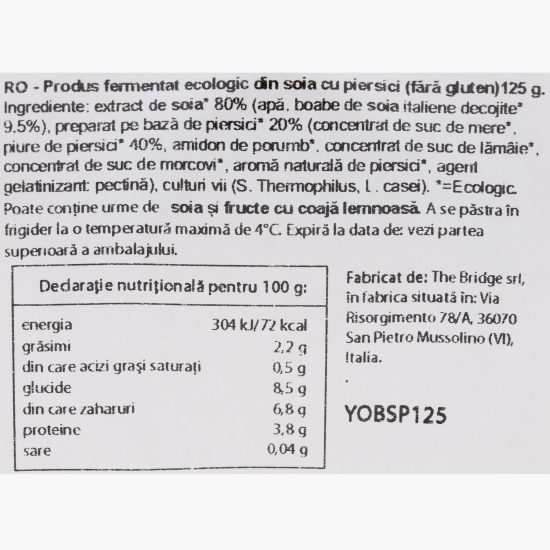 RO - Produs fermentat ecologic din soia cu piersici (fără gluten)125 g.
Ingrediente: extract de soia* 80% (apă, boabe de soia italiene decojite*
9.5%), preparat pe bază de piersici* 20% (concentrat de suc de mere*,
piure de piersici* 40%, amidon de porumb*, concentrat de suc de lămâie*,
concentrat de suc de morcovi*, aromă naturală de piersici*, agent
gelatinizant: pectină), culturi vii (S. Thermophilus, L. casei). *=Ecologic.
Poate conține urme de soia și fructe cu coajă lemnoasă. A se păstra în
frigider la o temperatură maximă de 4°C. Expiră la data de: vezi partea
superioară a ambalajului.
Declarație nutrițională pentru 100 g:
energia 304 kJ/72 kcal
grăsimi 2,2 g
din care acizi grași saturați 0,5 g
glucide 8,5 g
din care zaharuri 6,8 g
proteine 3,8 g
sare 0,04 g
Fabricat de: The Bridge srl,
în fabrica situată în: Via
Risorgimento 78/A, 36070
San Pietro Mussolino (VI),
Italia.
.
YOBSP125